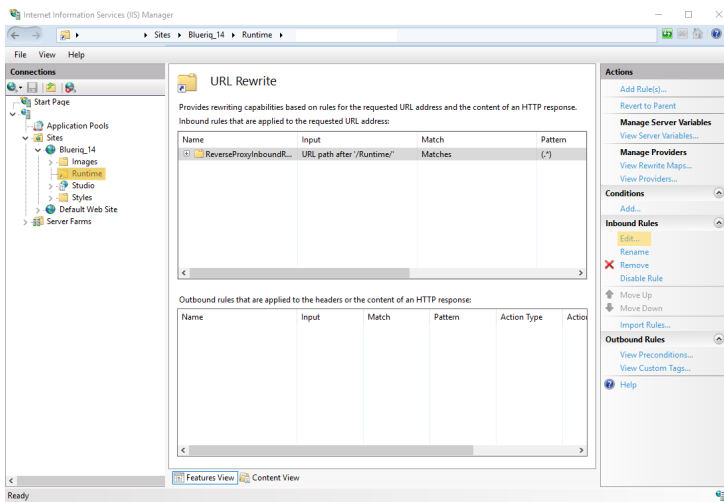 Internet Information Services (IIS) Manager
Sites Blueriq_14 Runtime
File View Help
Connections
Start Page
Application Pools
Sites
Blueriq_14
Images
Runtime
Studio
Styles
Default Web Site
Server Farms
URL Rewrite
Provides rewriting capabilities based on rules for the requested URL address and the content of an HTTP response.
Inbound rules that are applied to the requested URL address:
Name Input Match Pattern
ReverseProxyInboundR... URL path after '/Runtime/' Matches (.*)
Outbound rules that are applied to the headers or the content of an HTTP response:
Name Input Match Pattern Action Type Action
Features View Content View
Actions
Add Rule(s)...
Revert to Parent
Manage Server Variables
View Server Variables...
Manage Providers
View Rewrite Maps...
View Providers...
Conditions
Add...
Inbound Rules
Edit...
Rename
Remove
Disable Rule
Move Up
Move Down
Import Rules...
Outbound Rules
View Preconditions...
View Custom Tags...
Help
Ready